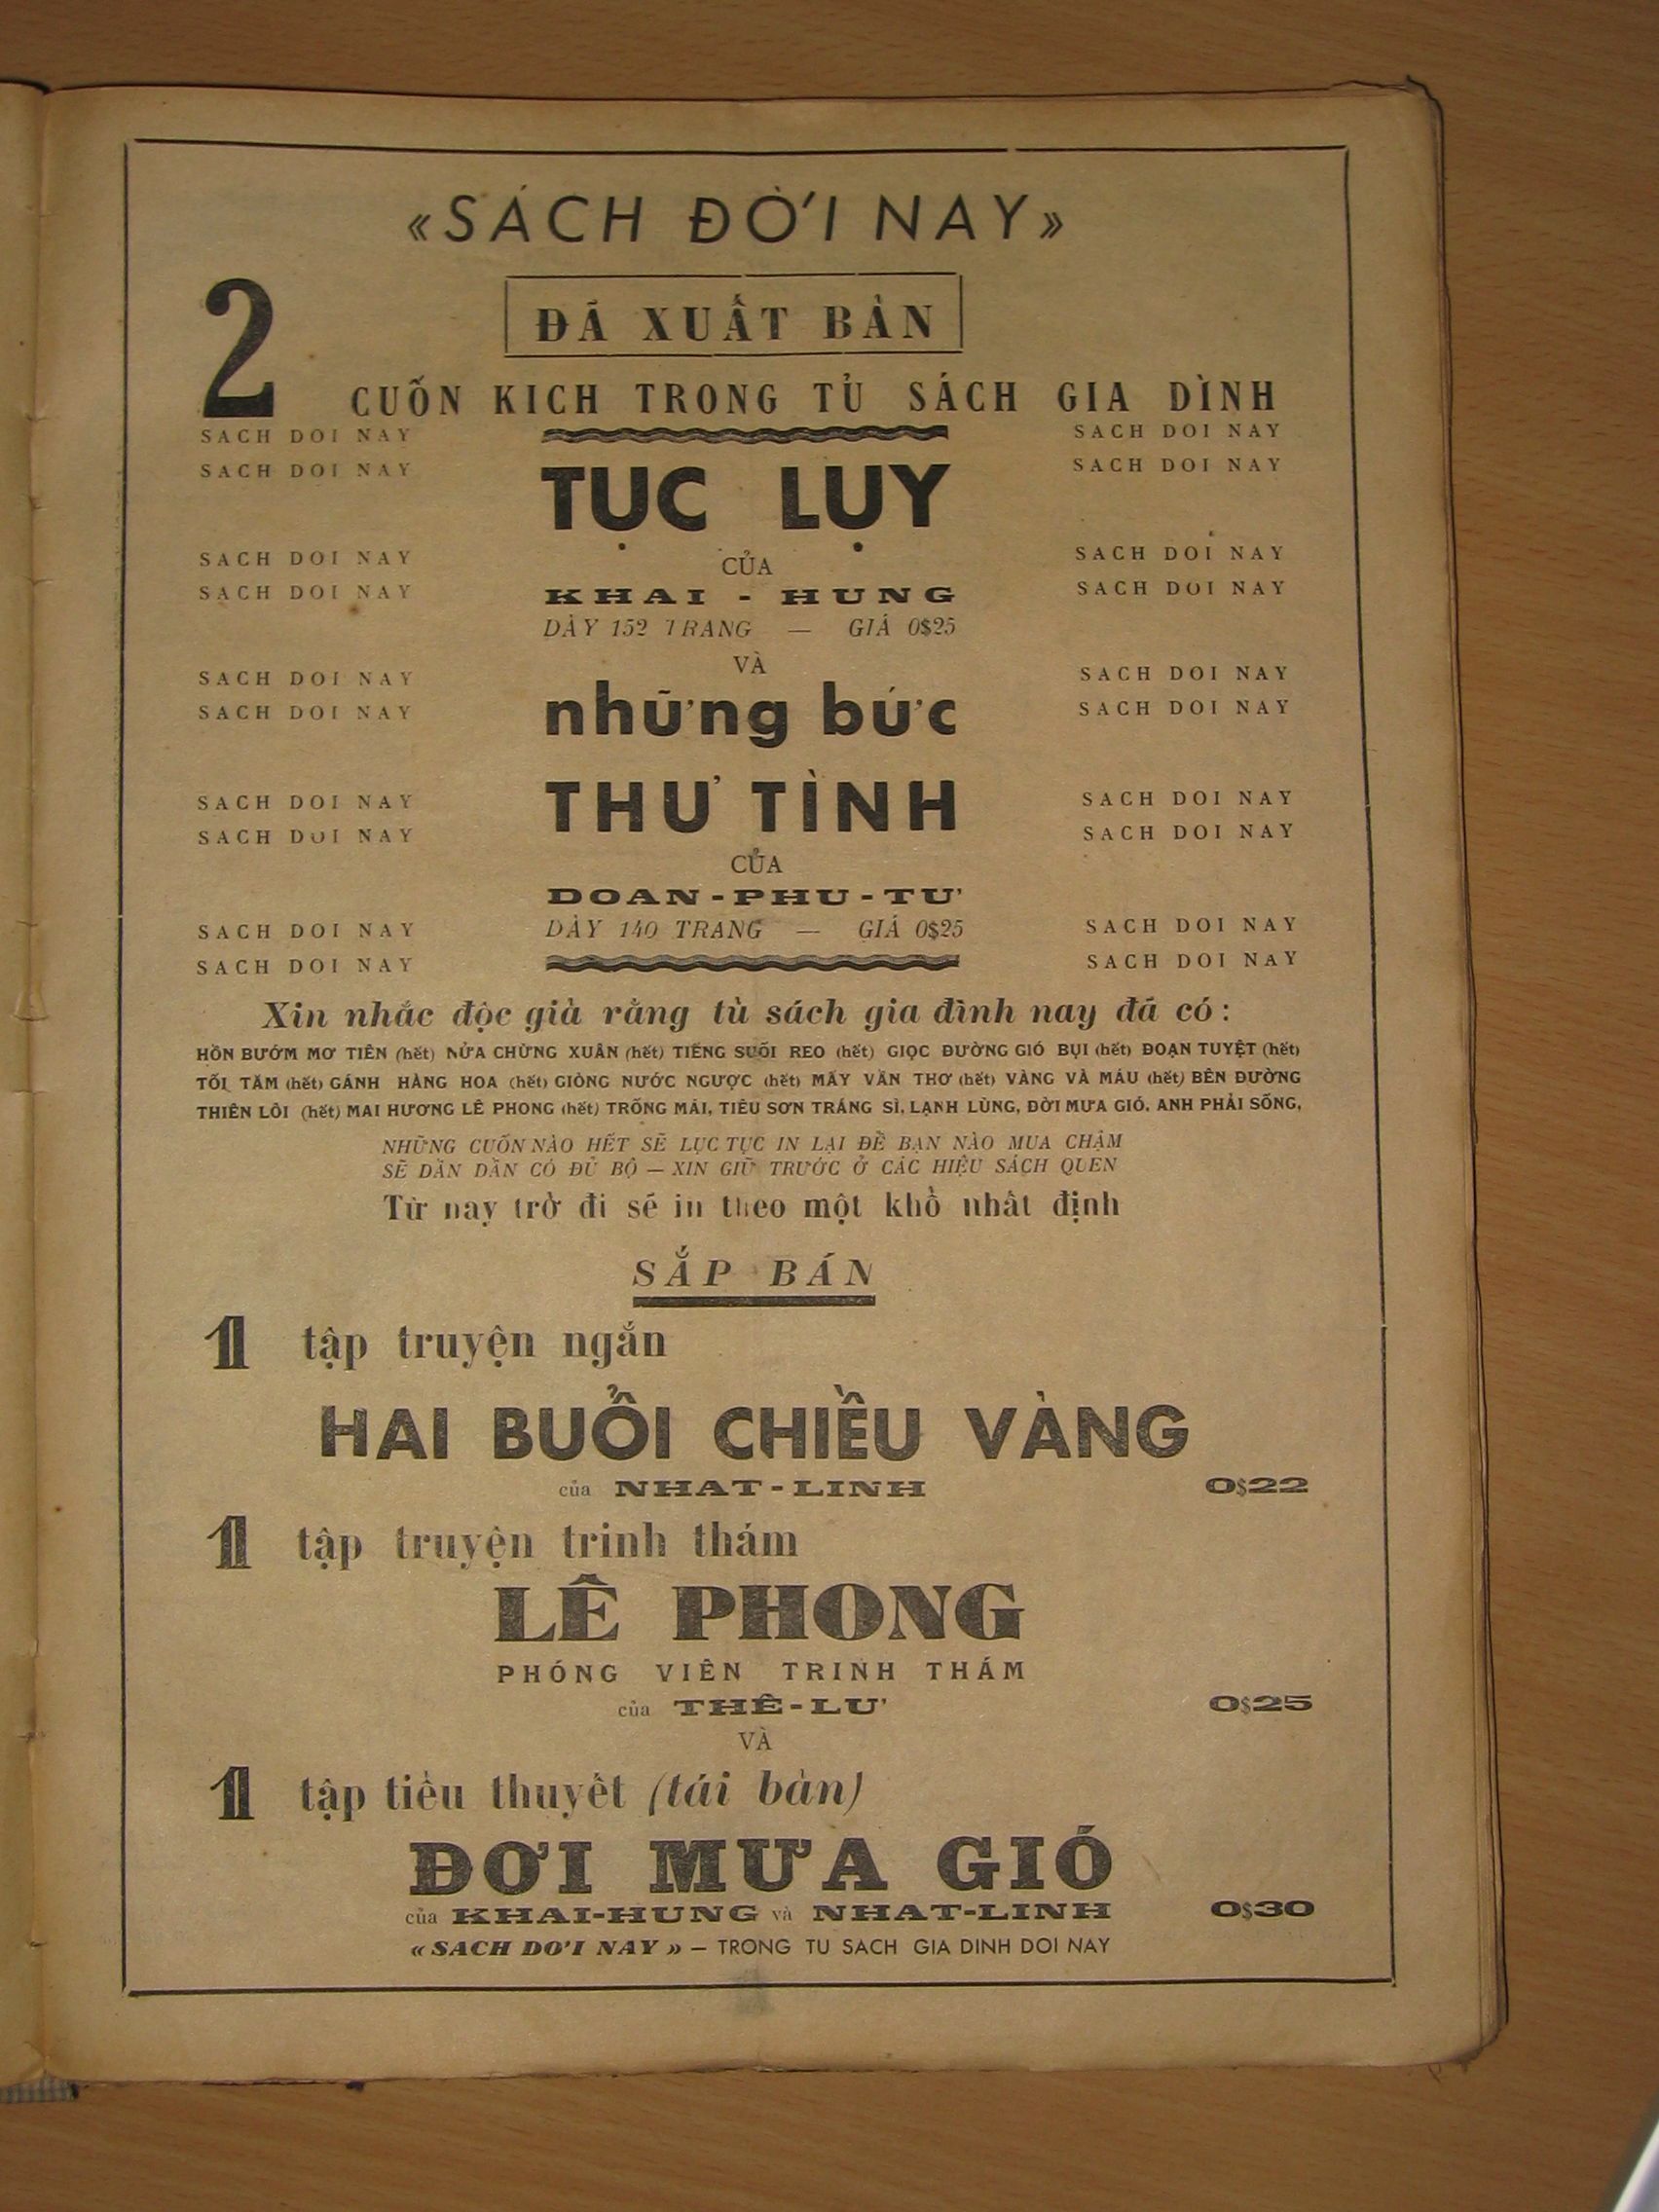 «SÁCH ĐỜI NAY»
ĐÃ XUẤT BẢN
2 CUỐN KICH TRONG TỦ SÁCH GIA ĐÌNH
SACH DOI NAY SACH DOI NAY
SACH DOI NAY SACH DOI NAY
TỤC LỤY
SACH DOI NAY CỦA SACH DOI NAY
SACH DOI NAY KHAI - HUNG SACH DOI NAY
DÀY 152 TRANG — GIÁ 0$25
VÀ
SACH DOI NAY SACH DOI NAY
SACH DOI NAY những bức SACH DOI NAY
SACH DOI NAY THƯ TÌNH SACH DOI NAY
SACH DOI NAY SACH DOI NAY
CỦA
DOAN-PHU-TƯ
SACH DOI NAY DÀY 140 TRANG — GIÁ 0$25 SACH DOI NAY
SACH DOI NAY SACH DOI NAY
Xin nhắc độc giả rằng tủ sách gia đình nay đã có :
HỒN BƯỚM MƠ TIÊN (hết) NỬA CHỪNG XUÂN (hết) TIẾNG SUỐI REO (hết) GIỌC ĐƯỜNG GIÓ BỤI (hết) ĐOẠN TUYỆT (hết)
TỐI TĂM (hết) GÁNH HÀNG HOA (hết) GIÒNG NƯỚC NGƯỢC (hết) MẤY VẦN THƠ (hết) VÀNG VÀ MÁU (hết) BÊN ĐƯỜNG
THIÊN LÔI (hết) MAI HƯƠNG LÊ PHONG (hết) TRỐNG MÁI, TIÊU SƠN TRÁNG SĨ, LẠNH LÙNG, ĐỜI MƯA GIÓ, ANH PHẢI SỐNG,
NHỮNG CUỐN NÀO HẾT SẼ LỤC TỤC IN LẠI ĐỂ BẠN NÀO MUA CHẬM
SẼ DẦN DẦN CÓ ĐỦ BỘ — XIN GIỮ TRƯỚC Ở CÁC HIỆU SÁCH QUEN
Từ nay trở đi sẽ in theo một khổ nhất định
SẮP BÁN
1 tập truyện ngắn
HAI BUỔI CHIỀU VÀNG
của NHAT-LINH 0$22
1 tập truyện trinh thám
LÊ PHONG
PHÓNG VIÊN TRINH THÁM
của THÊ-LƯ 0$25
VÀ
1 tập tiểu thuyết (tái bản)
ĐƠI MƯA GIÓ
của KHAI-HUNG và NHAT-LINH 0$30
«SACH DƠI NAY» — TRONG TU SACH GIA DINH DOI NAY